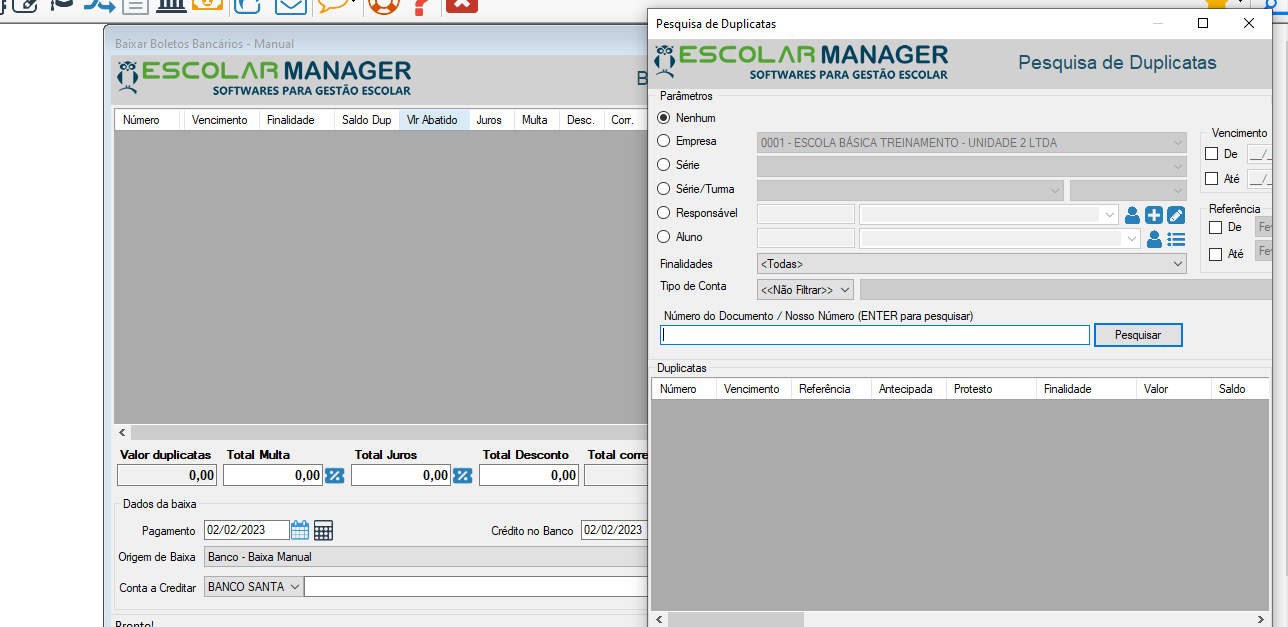 Baixar Boletos Bancários - Manual
ESCOLAR MANAGER
SOFTWARES PARA GESTÃO ESCOLAR
B
Número Vencimento Finalidade Saldo Dup Vlr Abatido Juros Multa Desc. Corr.
Valor duplicatas Total Multa Total Juros Total Desconto Total corre
0,00 0,00 0,00 0,00
Dados da baixa
Pagamento 02/02/2023 Crédito no Banco 02/02/2023
Origem de Baixa Banco - Baixa Manual
Conta a Creditar BANCO SANTA
Pronto!
Pesquisa de Duplicatas
ESCOLAR MANAGER
SOFTWARES PARA GESTÃO ESCOLAR
Pesquisa de Duplicatas
Parâmetros
Nenhum
Empresa 0001 - ESCOLA BÁSICA TREINAMENTO - UNIDADE 2 LTDA
Série
Série/Turma
Responsável
Aluno
Finalidades <Todas>
Tipo de Conta <<Não Filtrar>>
Vencimento
De __/_
Até __/_
Referência
De Fe
Até Fe
Número do Documento / Nosso Número (ENTER para pesquisar)
Pesquisar
Duplicatas
Número Vencimento Referência Antecipada Protesto Finalidade Valor Saldo